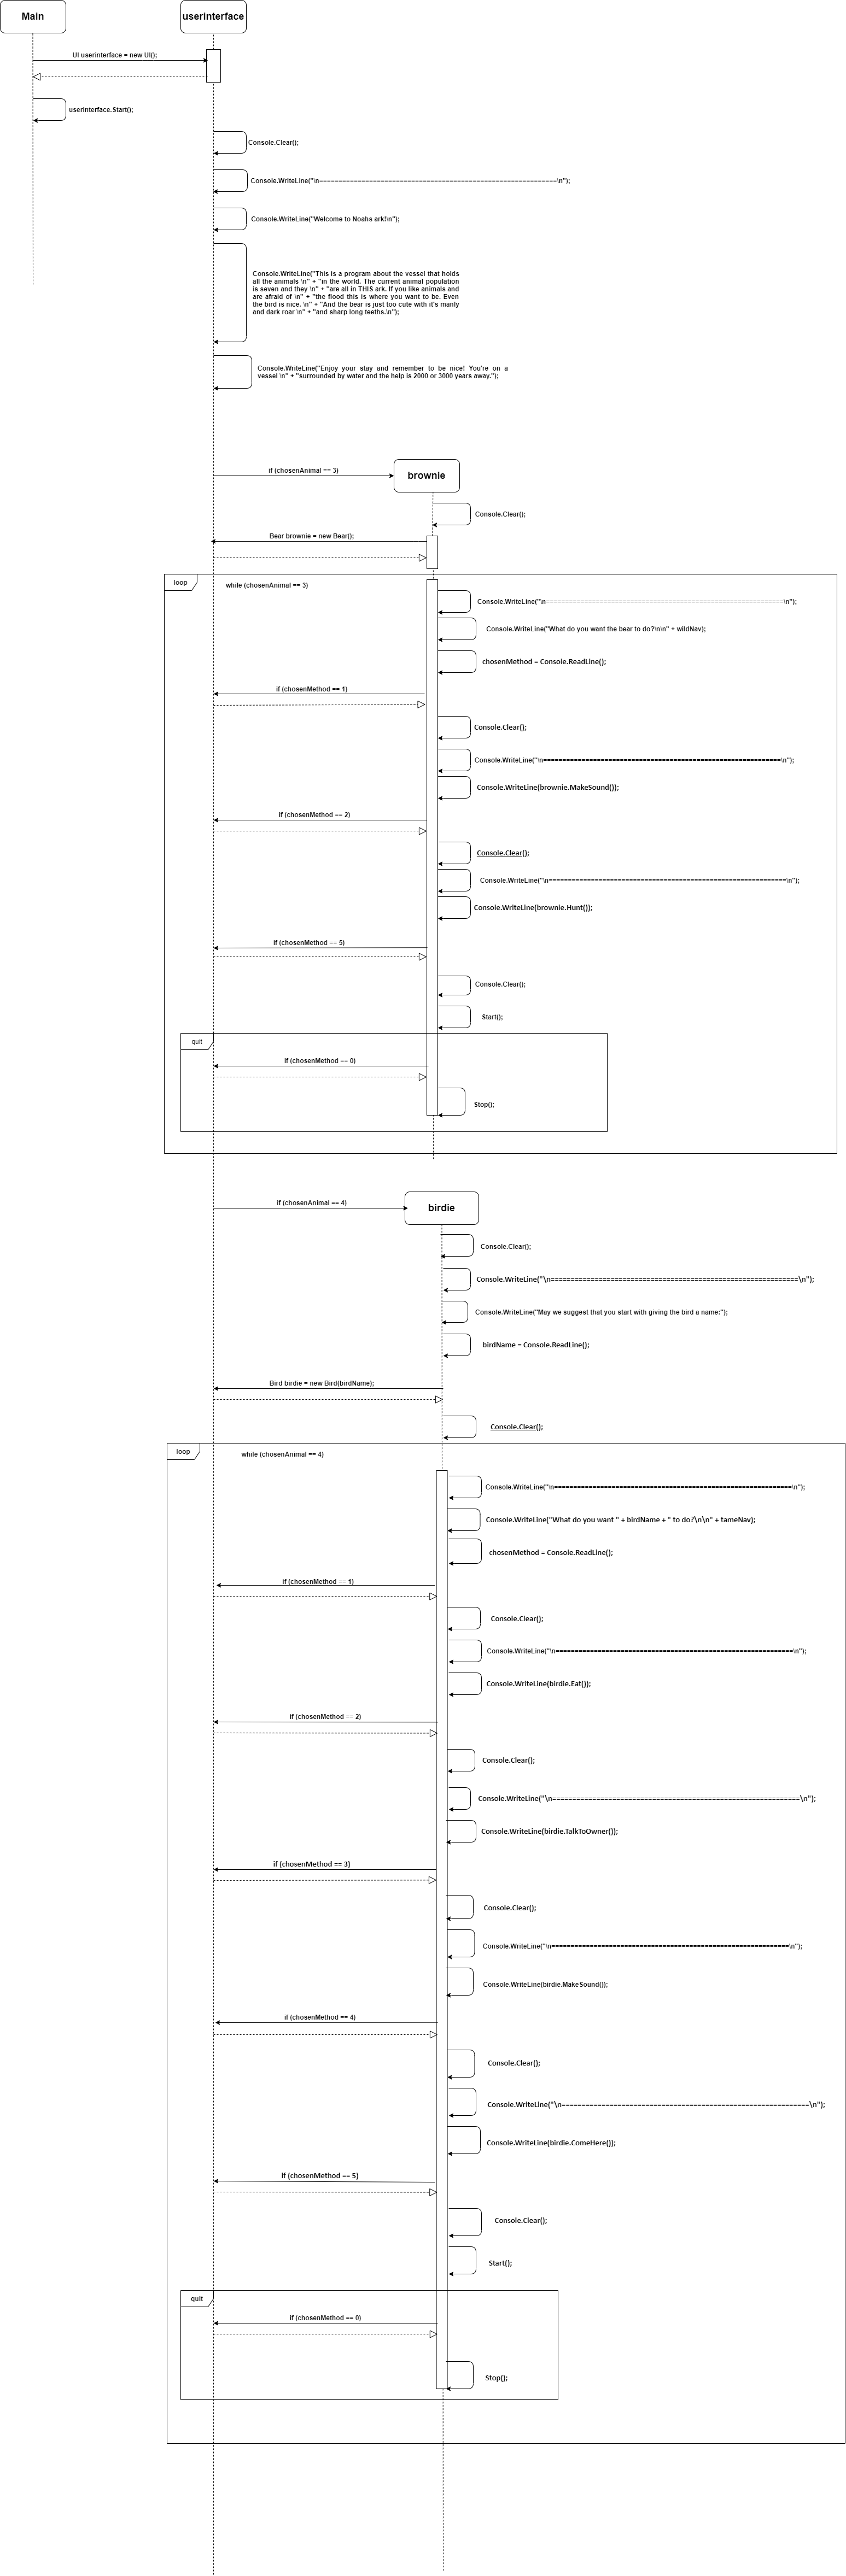 Main
userinterface
UI userinterface = new UI();
userinterface.Start();
Console.Clear();
Console.WriteLine("\n==============================================================\n");
Console.WriteLine("Welcome to Noahs ark!\n");
Console.WriteLine("This is a program about the vessel that holds
all the animals \n" + "in the world. The current animal population
is seven and they \n" + "are all in THIS ark. If you like animals and
are afraid of \n" + "the flood this is where you want to be. Even
the bird is nice. \n" + "And the bear is just too cute with it's manly
and dark roar \n" + "and sharp long teeths.\n");
Console.WriteLine("Enjoy your stay and remember to be nice! You're on a
vessel \n" + "surrounded by water and the help is 2000 or 3000 years away.");
if (chosenAnimal == 3)
brownie
Console.Clear();
Bear brownie = new Bear();
loop
while (chosenAnimal == 3)
Console.WriteLine("\n==============================================================\n");
Console.WriteLine("What do you want the bear to do?\n\n" + wildNav);
chosenMethod = Console.ReadLine();
if (chosenMethod == 1)
Console.Clear();
Console.WriteLine("\n==============================================================\n");
Console.WriteLine(brownie.MakeSound());
if (chosenMethod == 2)
Console.Clear();
Console.WriteLine("\n==============================================================\n");
Console.WriteLine(brownie.Hunt());
if (chosenMethod == 5)
Console.Clear();
Start();
quit
if (chosenMethod == 0)
Stop();
if (chosenAnimal == 4)
birdie
Console.Clear();
Console.WriteLine("\n==============================================================\n");
Console.WriteLine("May we suggest that you start with giving the bird a name:");
birdName = Console.ReadLine();
Bird birdie = new Bird(birdName);
Console.Clear();
loop
while (chosenAnimal == 4)
Console.WriteLine("\n==============================================================\n");
Console.WriteLine("What do you want " + birdName + " to do?\n\n" + tameNav);
chosenMethod = Console.ReadLine();
if (chosenMethod == 1)
Console.Clear();
Console.WriteLine("\n==============================================================\n");
Console.WriteLine(birdie.Eat());
if (chosenMethod == 2)
Console.Clear();
Console.WriteLine("\n==============================================================\n");
Console.WriteLine(birdie.TalkToOwner());
if (chosenMethod == 3)
Console.Clear();
Console.WriteLine("\n==============================================================\n");
Console.WriteLine(birdie.MakeSound());
if (chosenMethod == 4)
Console.Clear();
Console.WriteLine("\n==============================================================\n");
Console.WriteLine(birdie.ComeHere());
if (chosenMethod == 5)
Console.Clear();
Start();
quit
if (chosenMethod == 0)
Stop();